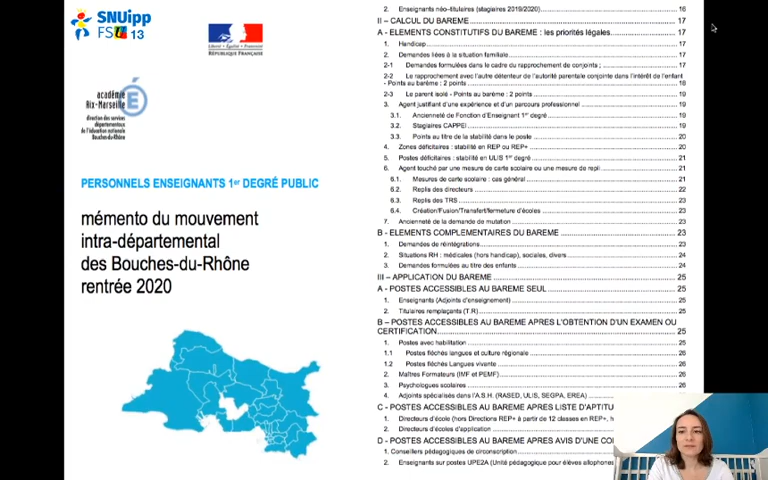 SNUipp
FSU 13
Liberté • Égalité • Fraternité
RÉPUBLIQUE FRANÇAISE
académie
Aix-Marseille
direction des services
départementaux
de l'éducation nationale
Bouches-du-Rhône
PERSONNELS ENSEIGNANTS 1er DEGRÉ PUBLIC
mémento du mouvement
intra-départemental
des Bouches-du-Rhône
rentrée 2020
2. Enseignants néo-titulaires (stagiaires 2019/2020) 16
II – CALCUL DU BAREME 17
A - ELEMENTS CONSTITUTIFS DU BAREME : les priorités légales 17
1. Handicap 17
2. Demandes liées à la situation familiale 17
2-1 Demandes formulées dans le cadre du rapprochement de conjoints ; 17
2-2 Le rapprochement avec l'autre détenteur de l'autorité parentale conjointe dans l'intérêt de l'enfant
- Points au barème : 2 points 18
2-3 Le parent isolé - Points au barème : 2 points 19
3. Agent justifiant d'une expérience et d'un parcours professionnel 19
3.1. Ancienneté de Fonction d'Enseignant 1er degré 19
3.2. Stagiaires CAPPEI 19
3.3. Points au titre de la stabilité dans le poste 20
4. Zones déficitaires : stabilité en REP ou REP+ 20
5. Postes déficitaires : stabilité en ULIS 1er degré 21
6. Agent touché par une mesure de carte scolaire ou une mesure de repli 21
6.1. Mesures de carte scolaire : cas général 21
6.2. Replis des directeurs 22
6.3. Replis des TRS 23
6.4. Création/Fusion/Transfert/fermeture d'écoles 23
7. Ancienneté de la demande de mutation 23
B - ELEMENTS COMPLEMENTAIRES DU BAREME 23
1. Demandes de réintégrations 23
2. Situations RH : médicales (hors handicap), sociales, divers 24
3. Demandes formulées au titre des enfants 24
III – APPLICATION DU BAREME 25
A - POSTES ACCESSIBLES AU BAREME SEUL 25
1. Enseignants (Adjoints d'enseignement) 25
2. Titulaires remplaçants (T.R) 25
B – POSTES ACCESSIBLES AU BAREME APRES L'OBTENTION D'UN EXAMEN OU
CERTIFICATION 25
1. Postes avec habilitation 25
1.1 Postes fléchés langues et culture régionale 26
1.2 Postes fléchés Langues vivante 26
2. Maîtres Formateurs (IMF et PEMF) 26
3. Psychologues scolaires 26
4. Adjoints spécialisés dans l'A.S.H. (RASED, ULIS, SEGPA, EREA)
C - POSTES ACCESSIBLES AU BAREME APRES LISTE D'APTITU
1. Directeurs d'école (hors Directions REP+ à partir de 12 classes en REP+, h
2. Directeurs d'écoles d'application
D - POSTES ACCESSIBLES AU BAREME APRES AVIS D'UNE CO
1. Conseillers pédagogiques de circonscription
2. Enseignants sur postes UPE2A (Unité pédagogique pour élèves allophones